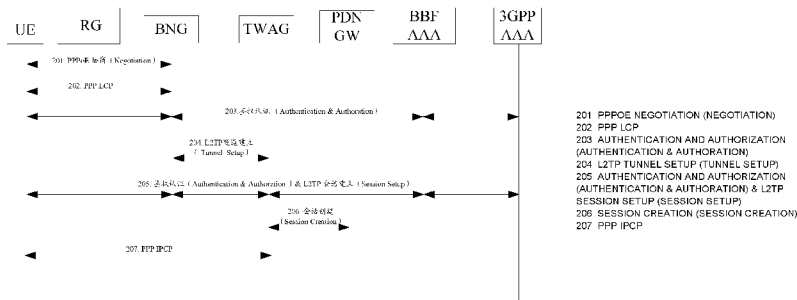 UE
RG
BNG
TWAG
PDN
GW
BBF
AAA
3GPP
AAA
201. PPPoE 协商（Negotiation）
202. PPP LCP
203.鉴权认证（Authentication & Authoration）
204. L2TP隧道建立
（Tunnel Setup）
205. 鉴权认证（Authentication & Authoration）& L2TP 会话建立（Session Setup）
206. 会话创建
(Session Creation)
207. PPP IPCP
201 PPPOE NEGOTIATION (NEGOTIATION)
202 PPP LCP
203 AUTHENTICATION AND AUTHORIZATION
(AUTHENTICATION & AUTHORATION)
204 L2TP TUNNEL SETUP (TUNNEL SETUP)
205 AUTHENTICATION AND AUTHORIZATION
(AUTHENTICATION & AUTHORATION) & L2TP
SESSION SETUP (SESSION SETUP)
206 SESSION CREATION (SESSION CREATION)
207 PPP IPCP